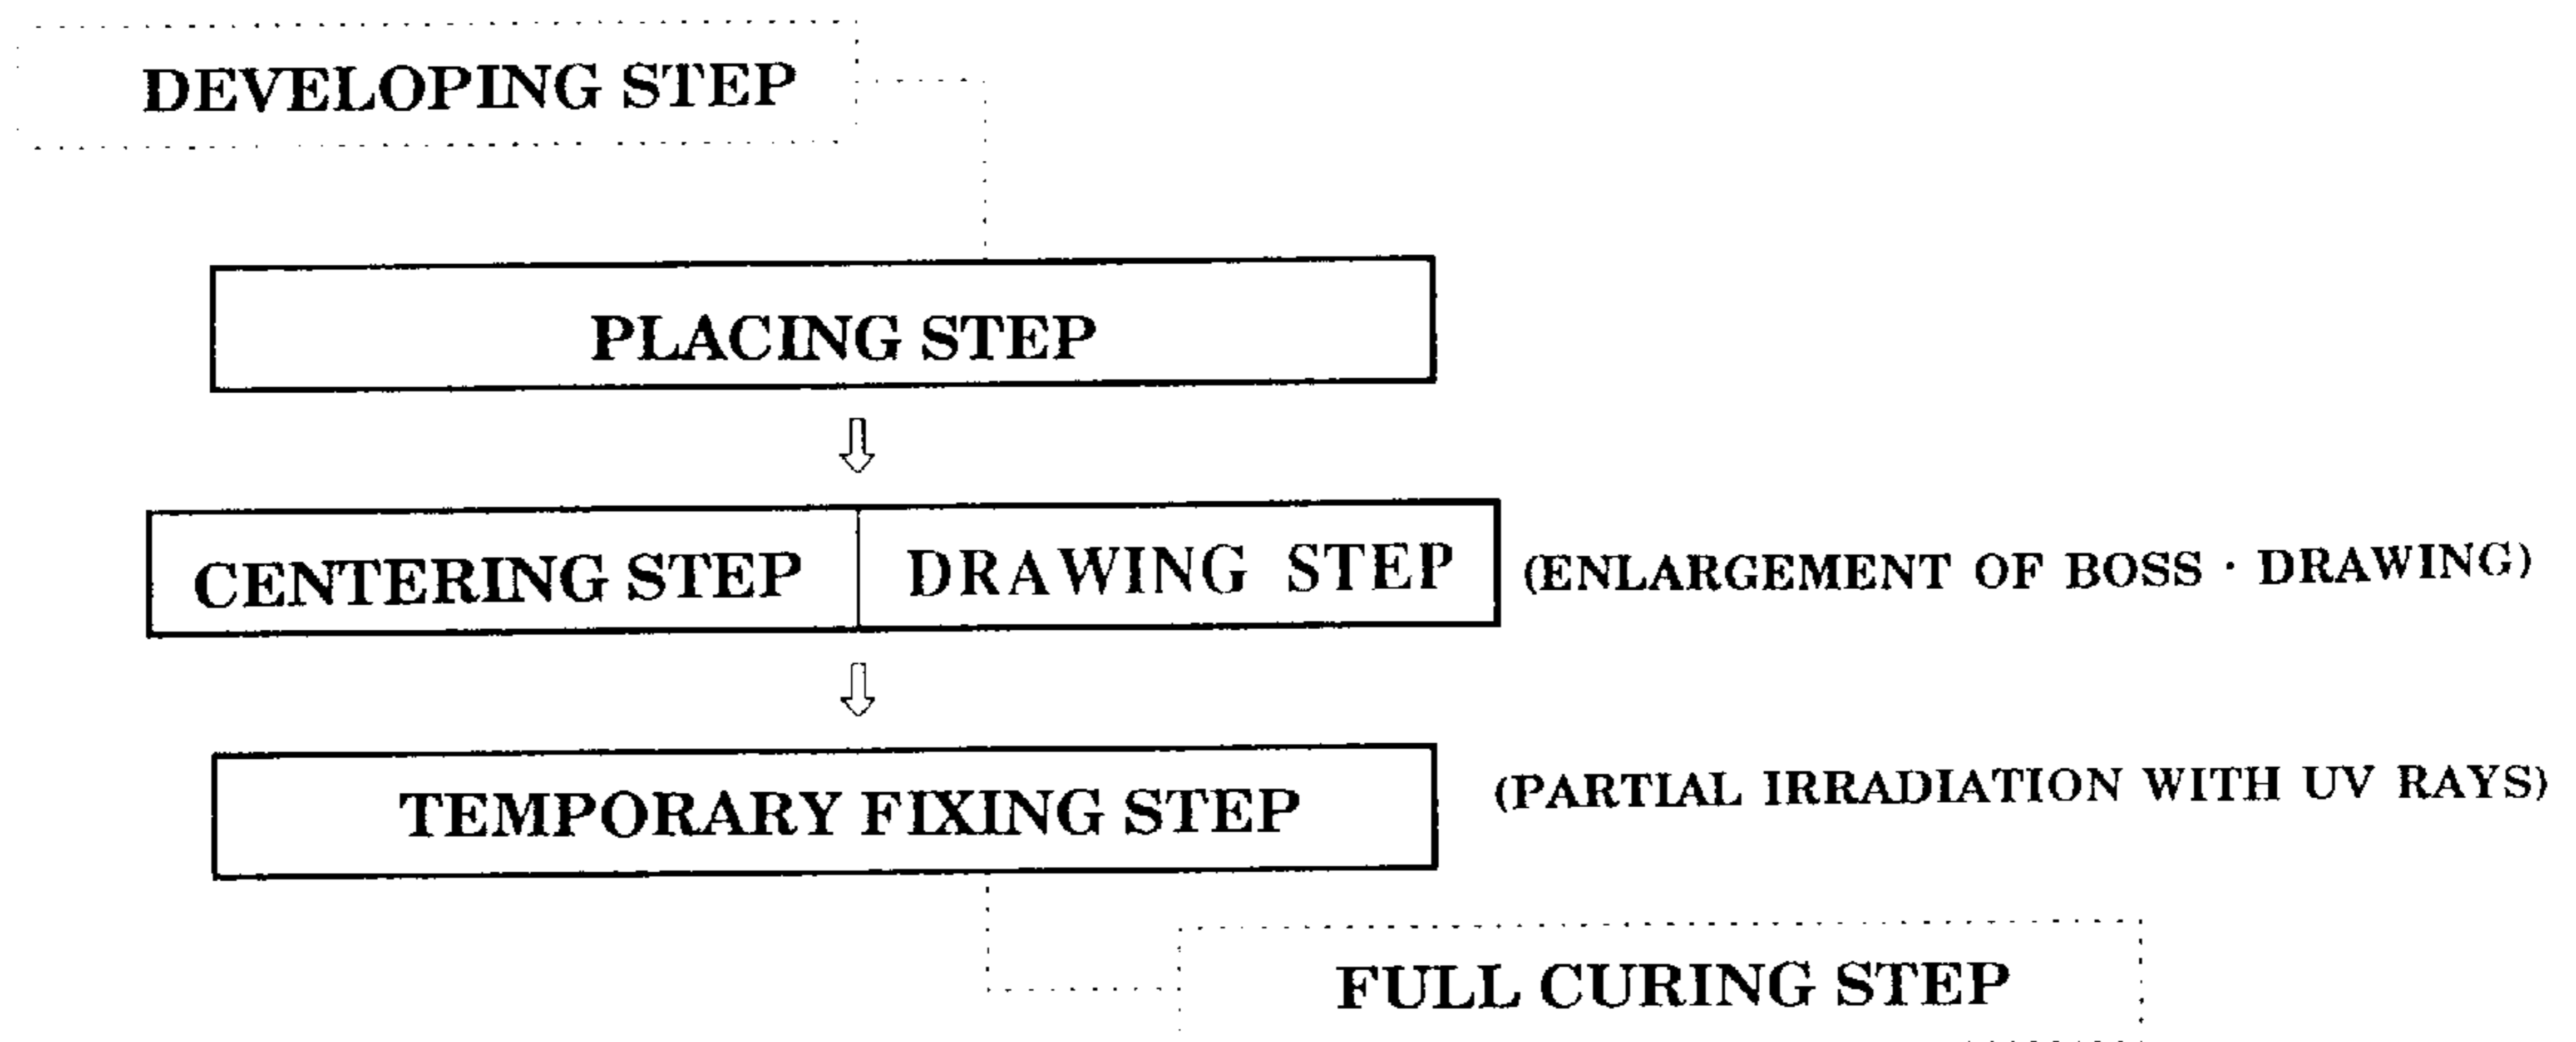 DEVELOPING STEP
PLACING STEP
CENTERING STEP DRAWING STEP (ENLARGEMENT OF BOSS · DRAWING)
TEMPORARY FIXING STEP (PARTIAL IRRADIATION WITH UV RAYS)
FULL CURING STEP